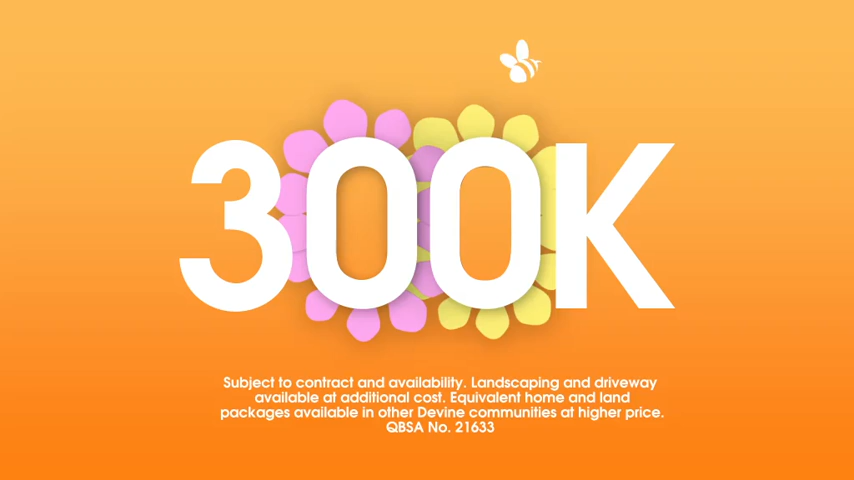 300K
Subject to contract and availability. Landscaping and driveway
available at additional cost. Equivalent home and land
packages available in other Devine communities at higher price.
QBSA No. 21633